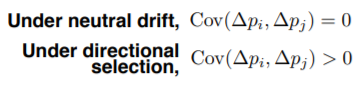 Under neutral drift, Cov(Δp_i, Δp_j) = 0
Under directional
selection, Cov(Δp_i, Δp_j) > 0